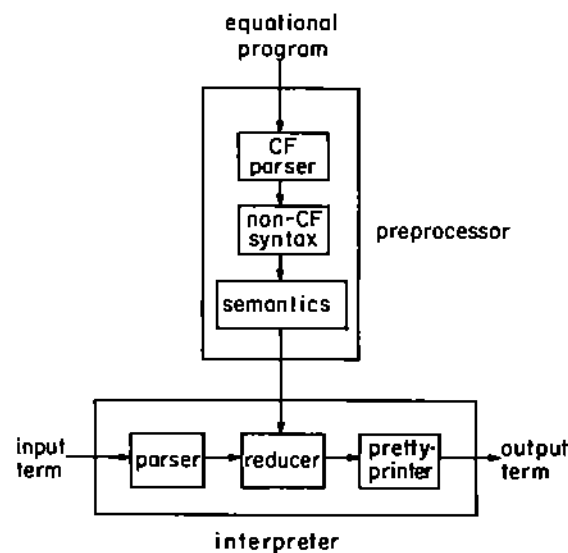 equational
program
CF
parser
non-CF
syntax
preprocessor
semantics
input
term
parser
reducer
pretty-
printer
output
term
interpreter